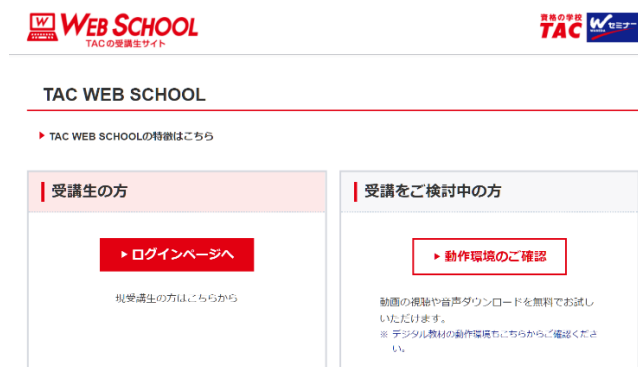 WEB SCHOOL
TACの受講生サイト
資格の学校
TAC
Wセミナー
TAC WEB SCHOOL
TAC WEB SCHOOLの特徴はこちら
受講生の方
受講をご検討中の方
ログインページへ
現受講生の方はこちらから
動作環境のご確認
動画の視聴や音声ダウンロードを無料でお試し
いただけます。
※ デジタル教材の動作環境もこちらからご確認くださ
い。